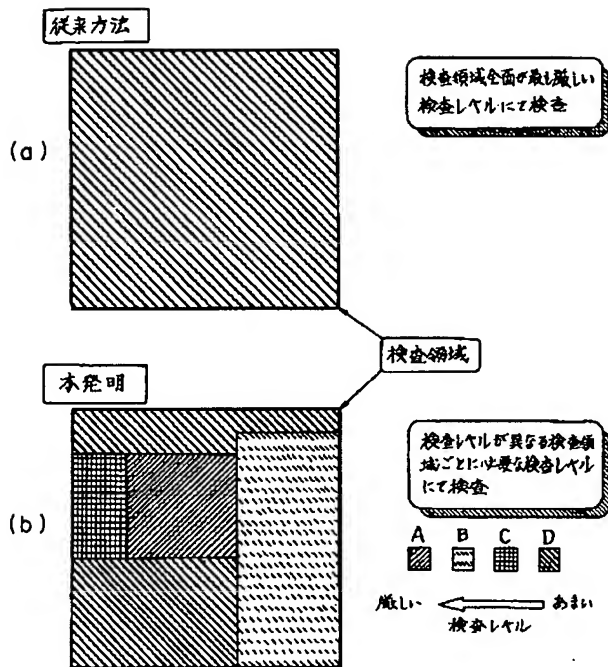 従来方法
検査領域全面が最も厳しい
検査レベルにて検査
(a)
検査領域
本発明
検査レベルが異なる検査領
域ごとに必要な検査レベル
にて検査
(b)
A B C D
厳しい あまい
検査レベル